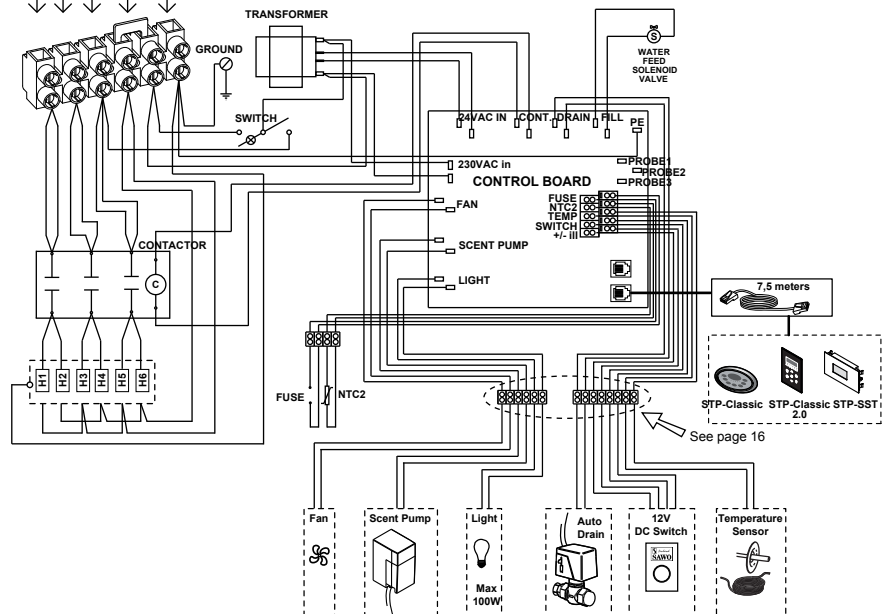 TRANSFORMER
GROUND
SWITCH
S
WATER
FEED
SOLENOID
VALVE
24VAC IN
CONT.
DRAIN
FILL
PE
230VAC in
PROBE1
PROBE2
PROBE3
CONTROL BOARD
FAN
FUSE
NTC2
TEMP
SWITCH
+/- ill
SCENT PUMP
LIGHT
CONTACTOR
C
7,5 meters
H1
H2
H3
H4
H5
H6
FUSE
NTC2
STP-Classic
STP-Classic
2.0
STP-SST
See page 16
Fan
Scent Pump
Light
Max
100W
Auto
Drain
12V
DC Switch
SAWO
Temperature
Sensor